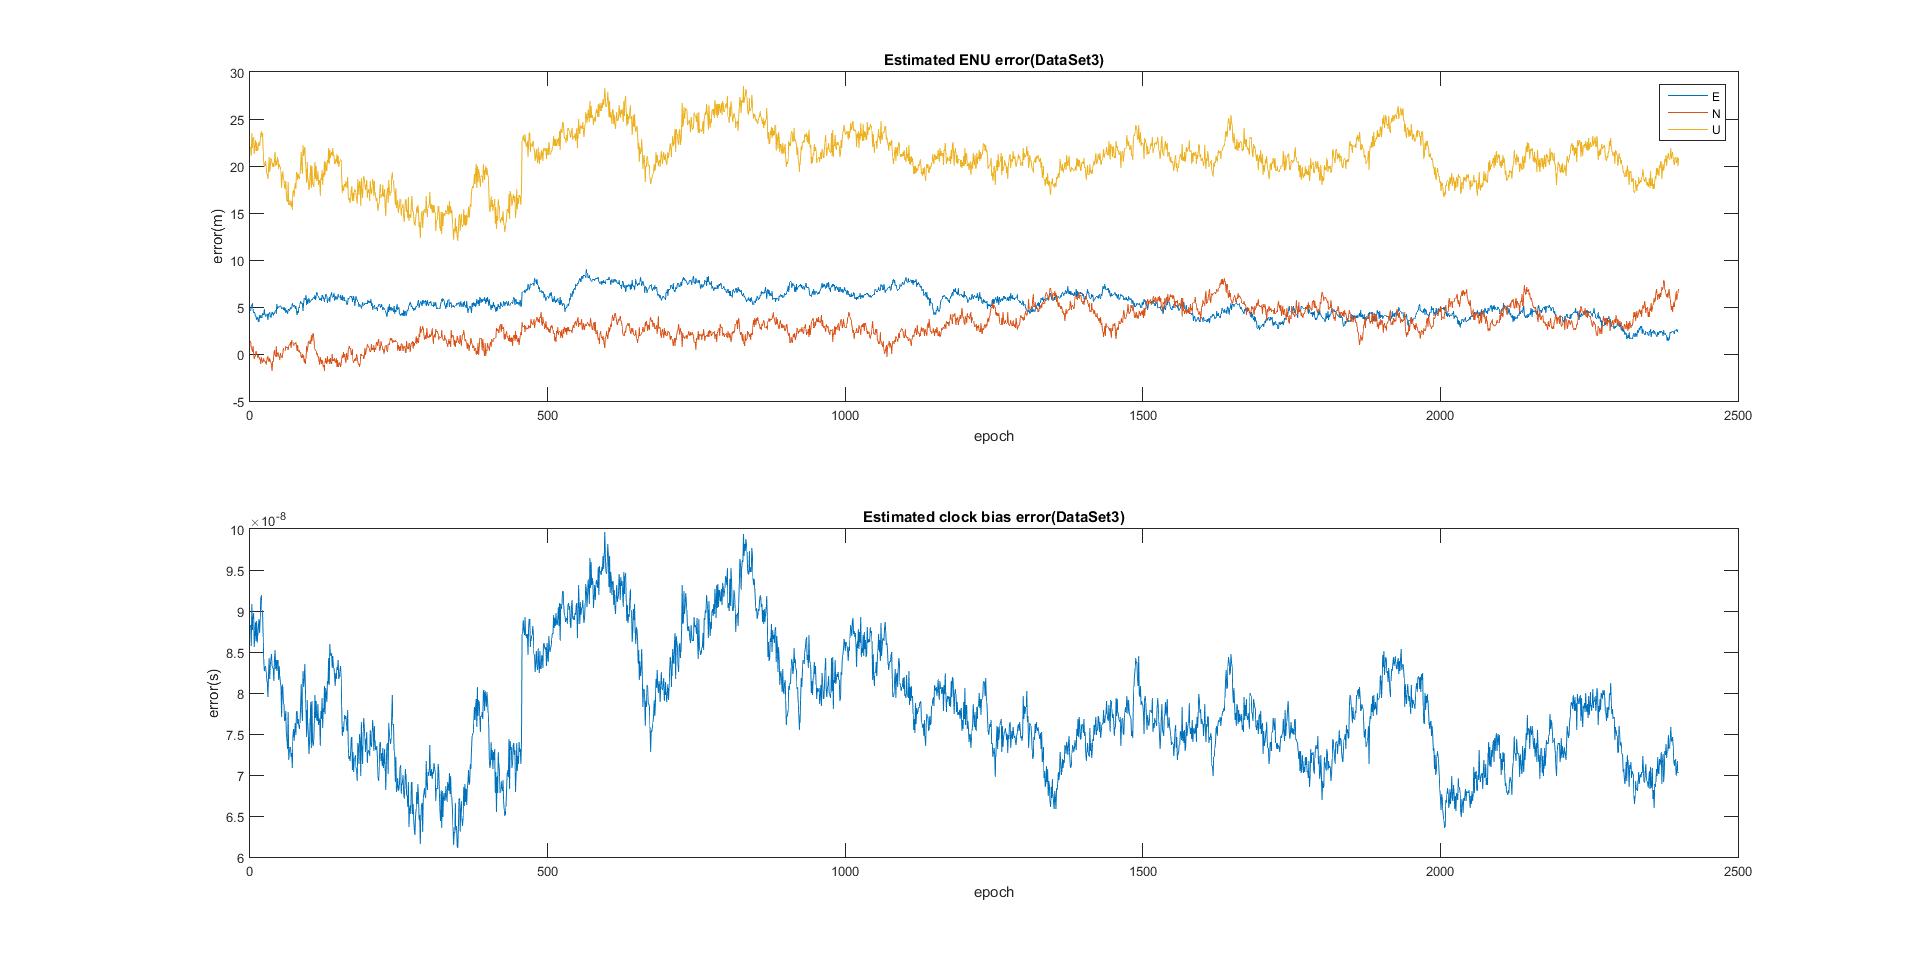 Estimated ENU error(DataSet3)
30
25
20
15
10
5
0
-5
error(m)
E
N
U
0 500 1000 1500 2000 2500
epoch
Estimated clock bias error(DataSet3)
×10-8
10
9.5
9
8.5
8
7.5
7
6.5
6
error(s)
0 500 1000 1500 2000 2500
epoch